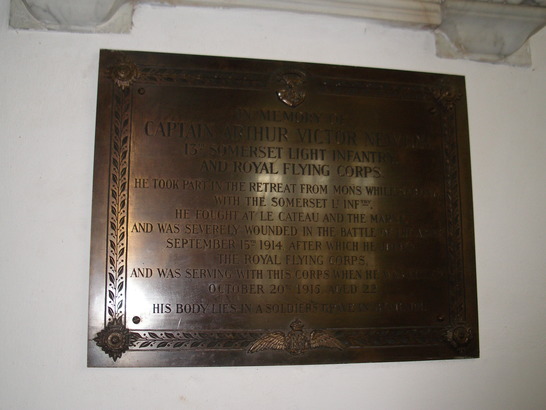 IN MEMORY OF
CAPTAIN ARTHUR VICTOR
1ST SOMERSET LIGHT INFANTRY
AND ROYAL FLYING CORPS.
HE TOOK PART IN THE RETREAT FROM MONS WHILE
WITH THE SOMERSET LT INFTRY.
HE FOUGHT AT LE CATEAU AND THE
AND WAS SEVERELY WOUNDED IN THE BATTLE
SEPTEMBER 15TH 1914 AFTER WHICH HE
THE ROYAL FLYING CORPS.
AND WAS SERVING WITH THIS CORPS WHEN HE
OCTOBER 20TH 1915 AGED 22
HIS BODY LIES IN A SOLDIER'S